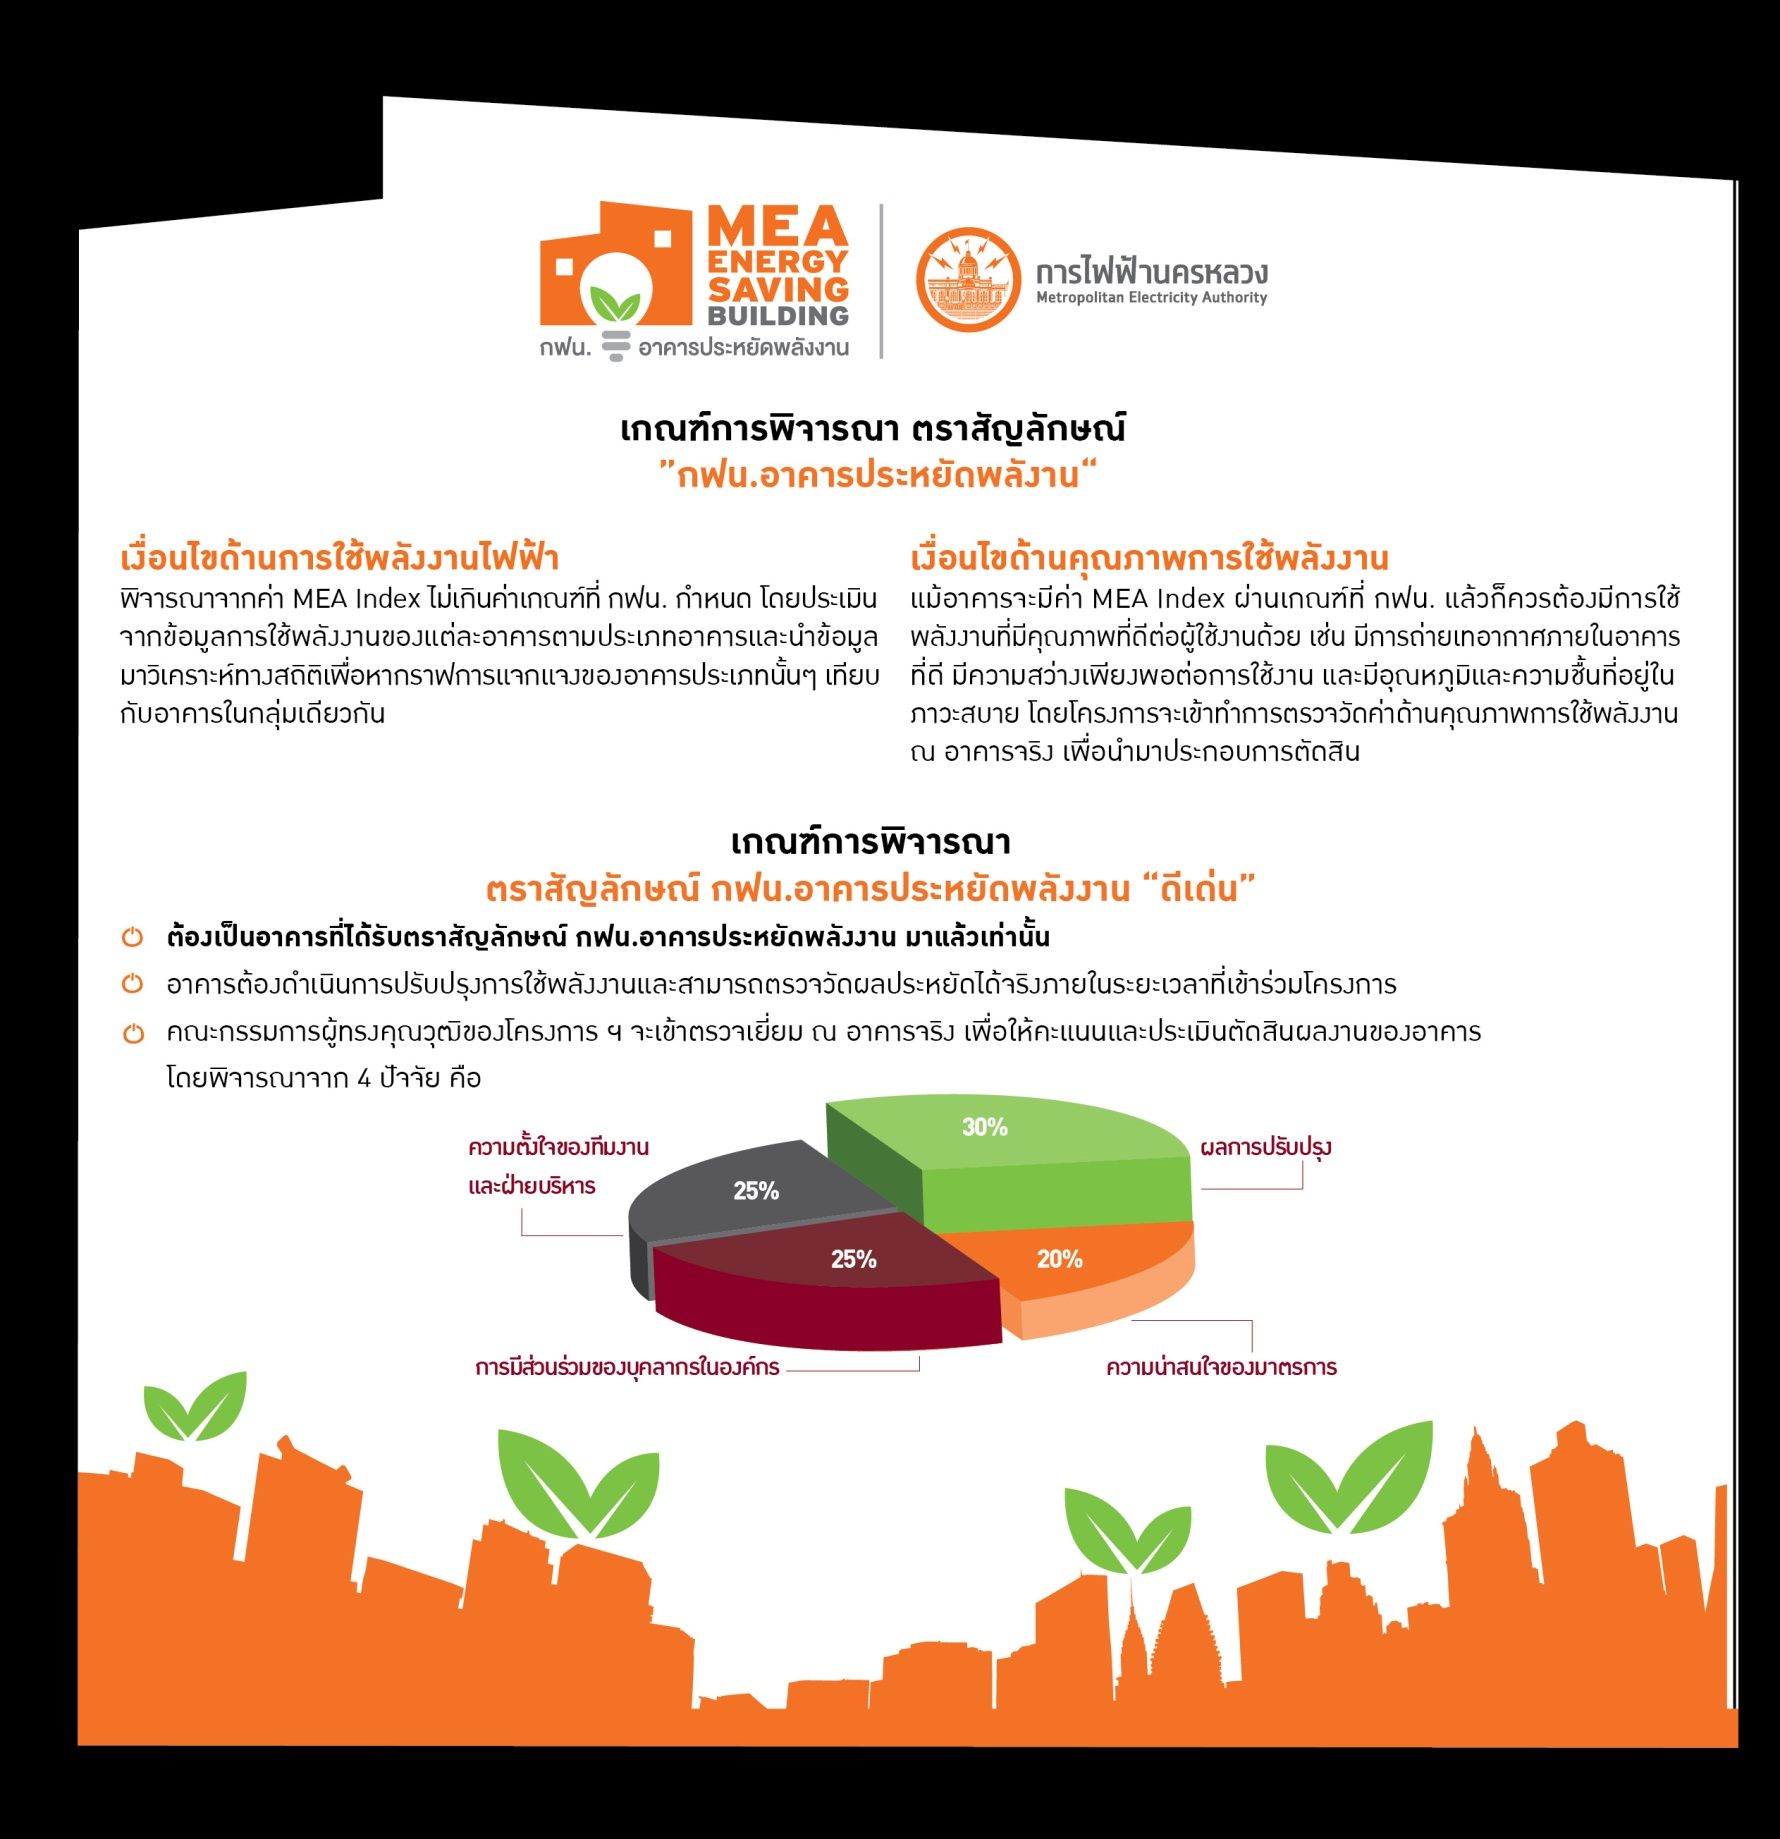 MEA
ENERGY
SAVING
BUILDING
กฟน. อาคารประหยัดพลังงาน
การไฟฟ้านครหลวง
Metropolitan Electricity Authority
เกณฑ์การพิจารณา ตราสัญลักษณ์
”กฟน.อาคารประหยัดพลังาน“
เงื่อนไขด้านการใช้พลังงานไฟฟ้า
พิจารณาจากค่า MEA Index ไม่เกินค่าเกณฑ์ที่ กฟน. กำหนด โดยประเมิน
จากข้อมูลการใช้พลังงานของแต่ละอาคารตามประเภทอาคารและนำข้อมูล
มาวิเคราะห์ทางสถิติเพื่อหากราฟการแจกแจงของอาคารประเภทนั้นๆ เทียบ
กับอาคารในกลุ่มเดียวกัน
เงื่อนไขด้านคุณภาพการใช้พลังงาน
แม้อาคารจะมีค่า MEA Index ผ่านเกณฑ์ที่ กฟน. แล้วก็ควรต้องมีการใช้
พลังงานที่มีคุณภาพที่ดีต่อผู้ใช้งานด้วย เช่น มีการถ่ายเทอากาศภายในอาคาร
ที่ดี มีความสว่างเพียงพอต่อการใช้งาน และมีอุณหภูมิและความชื้นที่อยู่ใน
ภาวะสบาย โดยโครงการจะเข้าทำการตรวจวัดค่าด้านคุณภาพการใช้พลังงาน
ณ อาคารจริง เพื่อนำมาประกอบการตัดสิน
เกณฑ์การพิจารณา
ตราสัญลักษณ์ กฟน.อาคารประหยัดพลังงาน “ดีเด่น”
ต้องเป็นอาคารที่ได้รับตราสัญลักษณ์ กฟน.อาคารประหยัดพลังงาน มาแล้วเท่านั้น
อาคารต้องดำเนินการปรับปรุงการใช้พลังงานและสามารถตรวจวัดผลประหยัดได้จริงภายในระยะเวลาที่เข้าร่วมโครงการ
คณะกรรมการผู้ทรงคุณวุฒิของโครงการ ฯ จะเข้าตรวจเยี่ยม ณ อาคารจริง เพื่อให้คะแนนและประเมินตัดสินผลงานของอาคาร
โดยพิจารณาจาก 4 ปัจจัย คือ
30%
ความตั้งใจของทีมงาน
และฝ่ายบริหาร
ผลการปรับปรุง
25%
25%
20%
การมีส่วนร่วมของบุคลากรในองค์กร
ความน่าสนใจของมาตรการ